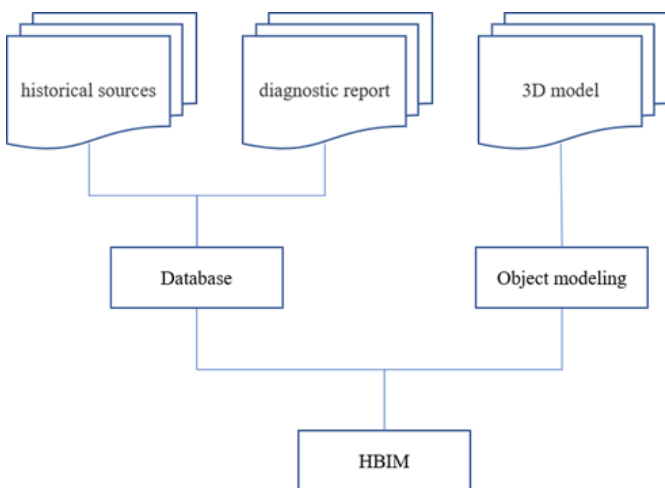 historical sources
diagnostic report
3D model
Database
Object modeling
HBIM